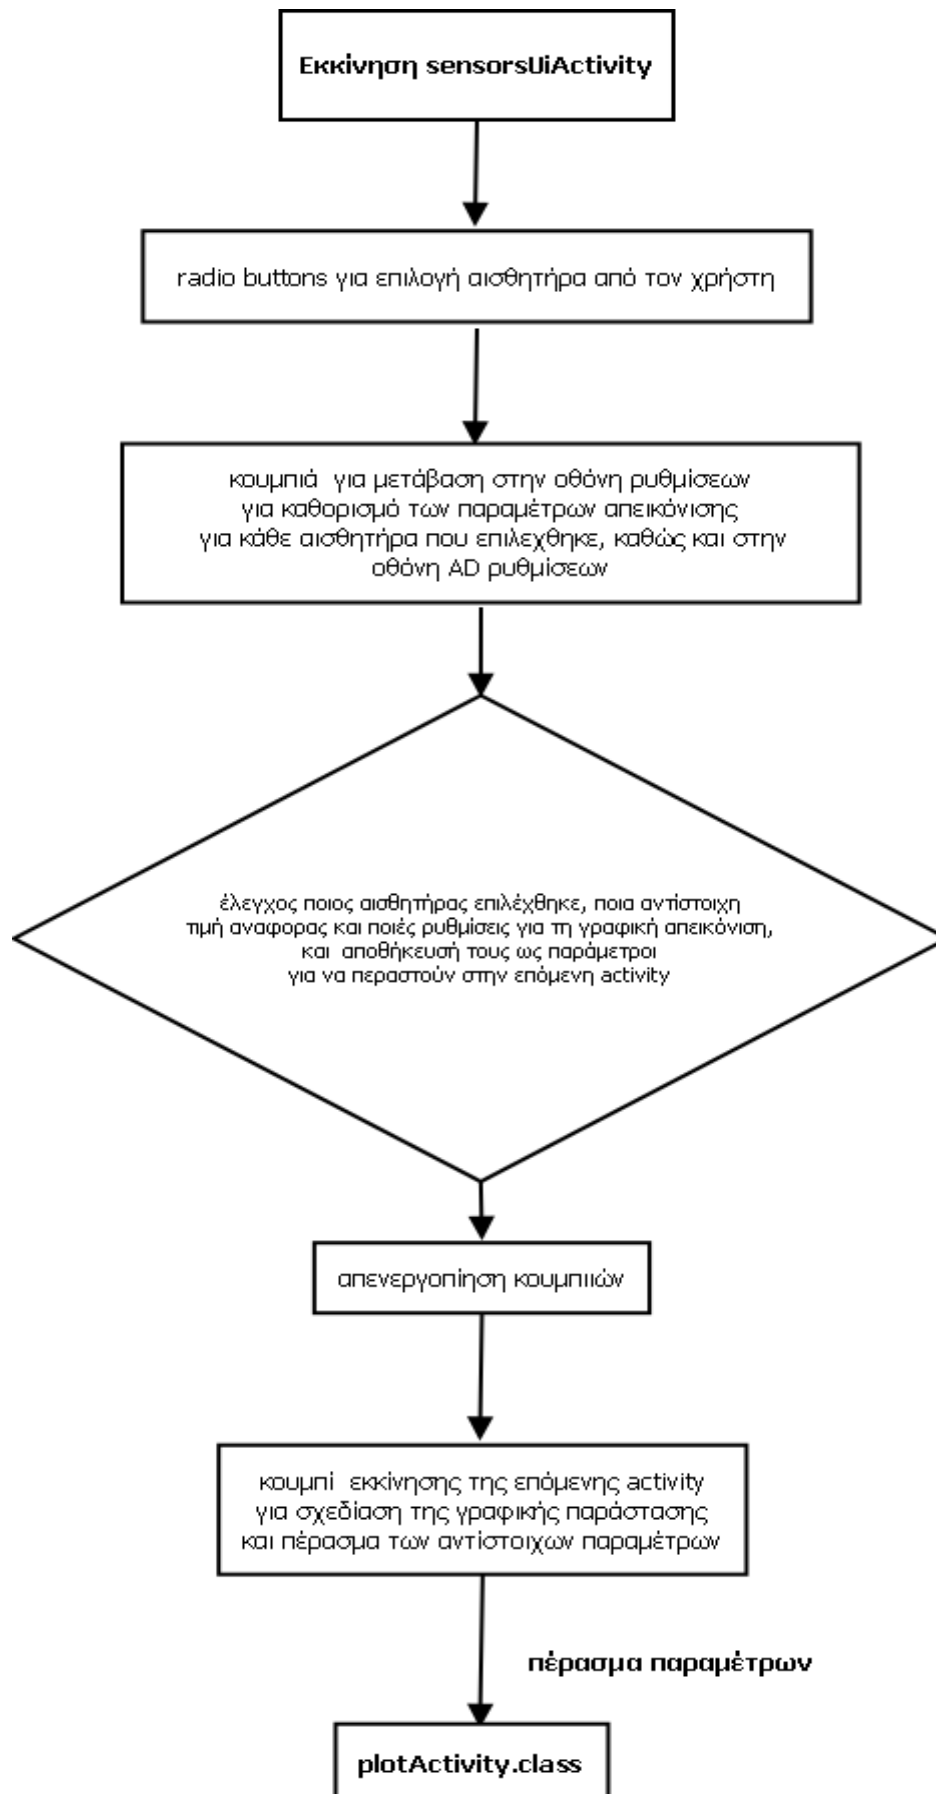 Εκκίνηση sensorsUiActivity
radio buttons για επιλογή αισθητήρα από τον χρήστη
κουμπιά για μετάβαση στην οθόνη ρυθμίσεων
για καθορισμό των παραμέτρων απεικόνισης
για κάθε αισθητήρα που επιλεχθηκε, καθώς και στην
οθόνη AD ρυθμίσεων
έλεγχος ποιος αισθητήρας επιλέχθηκε, ποια αντίστοιχη
τιμή αναφορας και ποιές ρυθμίσεις για τη γραφική απεικόνιση,
και αποθήκευσή τους ως παράμετροι
για να περαστούν στην επόμενη activity
απενεργοπίηση κουμπιιών
κουμπί εκκίνησης της επόμενης activity
για σχεδίαση της γραφικής παράστασης
και πέρασμα των αντίστοιχων παραμέτρων
πέρασμα παραμέτρων
plotActivity.class